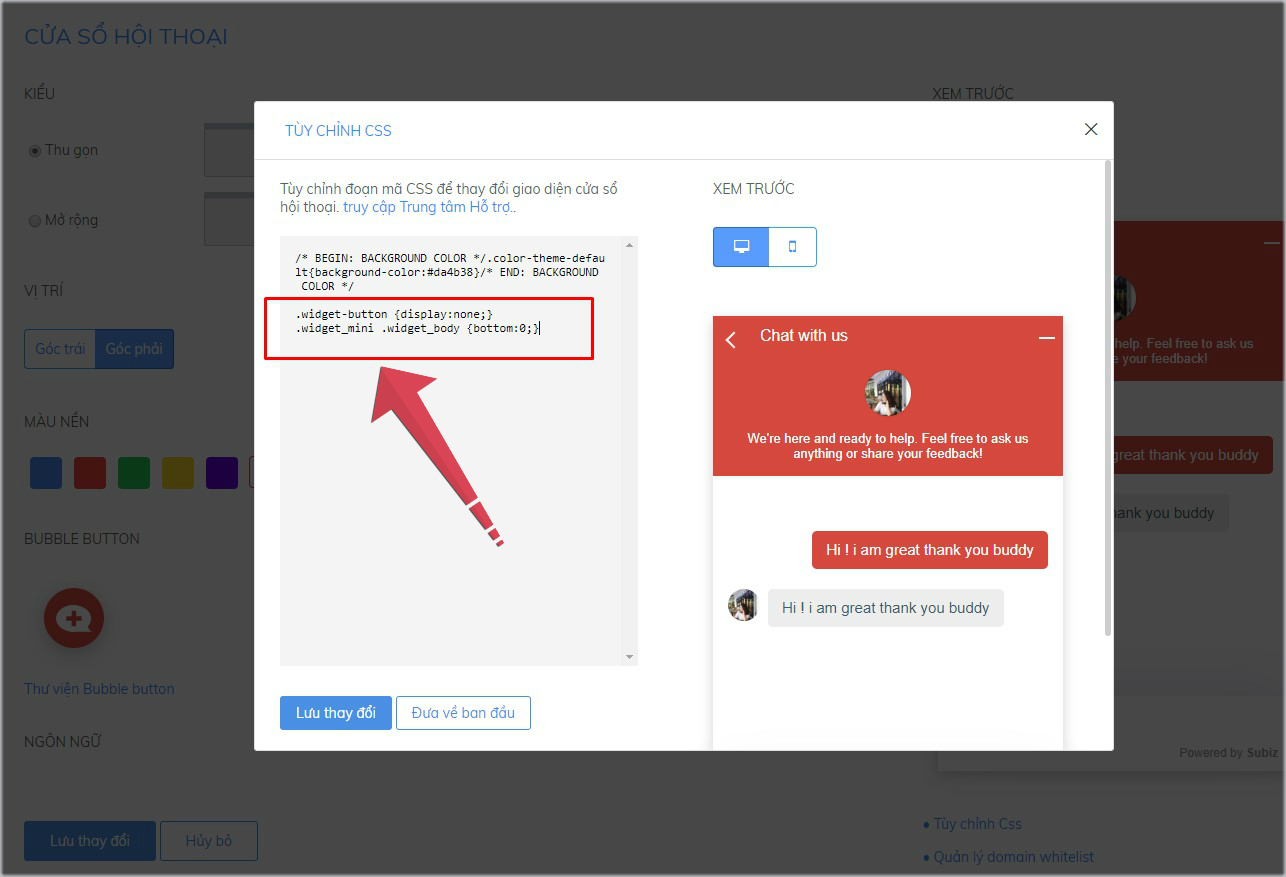 CỬA SỔ HỘI THOẠI
KIỂU
Thu gọn
Mở rộng
VỊ TRÍ
Góc trái
Góc phải
MÀU NỀN
BUBBLE BUTTON
Thư viện Bubble button
NGÔN NGỮ
Lưu thay đổi
Hủy bỏ
TÙY CHỈNH CSS
Tùy chỉnh đoạn mã CSS để thay đổi giao diện cửa sổ
hội thoại. truy cập Trung tâm Hỗ trợ..
/* BEGIN: BACKGROUND COLOR */.color-theme-defau
lt{background-color:#da4b38}/* END: BACKGROUND
COLOR */
.widget-button {display:none;}
.widget_mini .widget_body {bottom:0;}
Lưu thay đổi
Đưa về ban đầu
XEM TRƯỚC
Chat with us
We're here and ready to help. Feel free to ask us
anything or share your feedback!
Hi ! i am great thank you buddy
Hi ! i am great thank you buddy
XEM TRƯỚC
help. Feel free to ask us
your feedback!
great thank you buddy
thank you buddy
Powered by Subiz
• Tùy chỉnh Css
• Quản lý domain whitelist